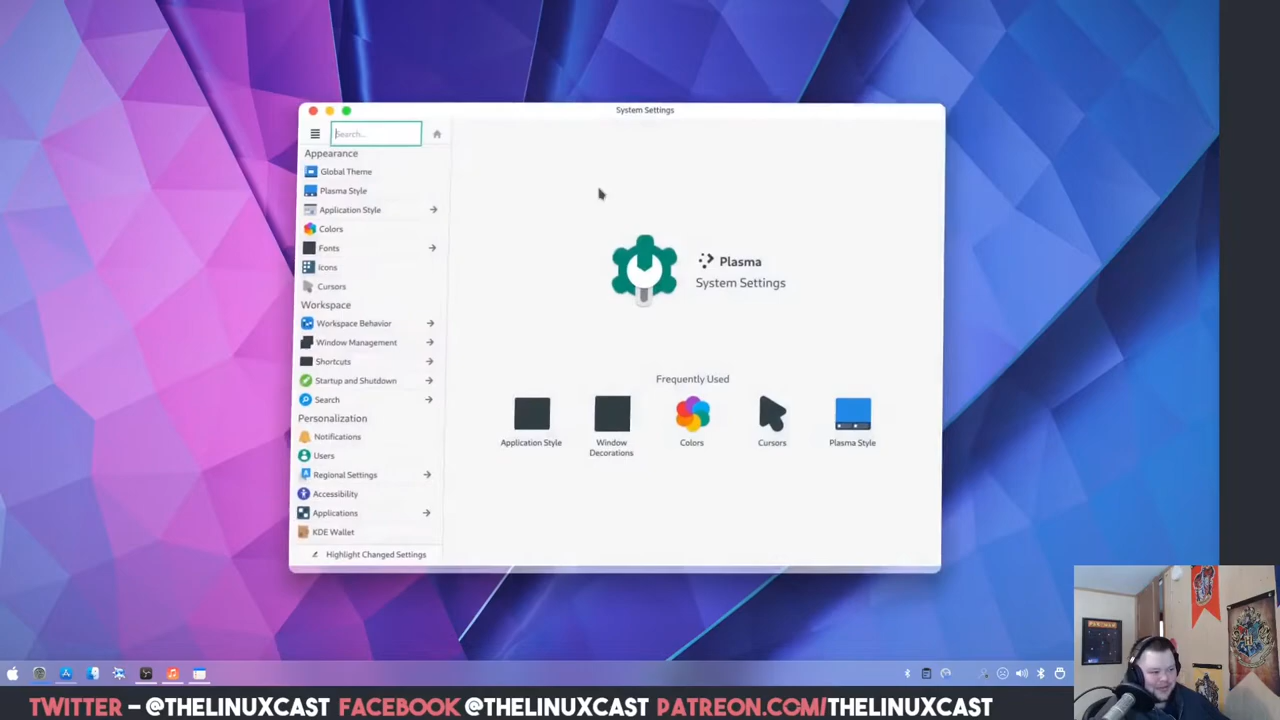 System Settings
Search...
Appearance
Global Theme
Plasma Style
Application Style
Colors
Fonts
Icons
Cursors
Workspace
Workspace Behavior
Window Management
Shortcuts
Startup and Shutdown
Search
Personalization
Notifications
Users
Regional Settings
Accessibility
Applications
KDE Wallet
Highlight Changed Settings
Plasma
System Settings
Frequently Used
Application Style
Window
Decorations
Colors
Cursors
Plasma Style
TWITTER – @THELINUXCAST FACEBOOK @THELINUXCAST PATREON.COM/THELINUXCAST